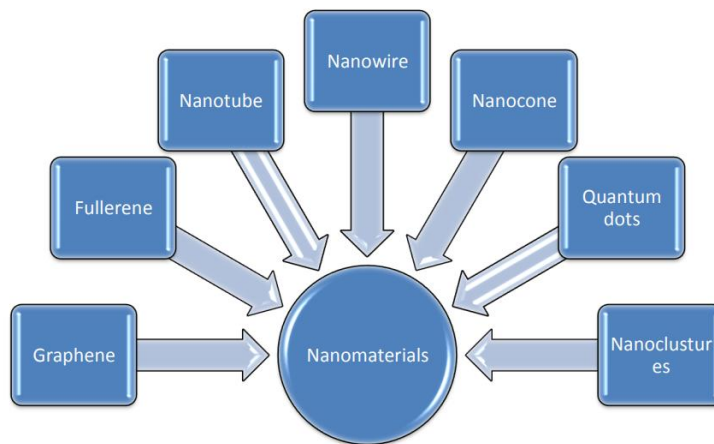 Nanowire
Nanotube
Nanocone
Fullerene
Quantum
dots
Graphene
Nanomaterials
Nanoclustur
es